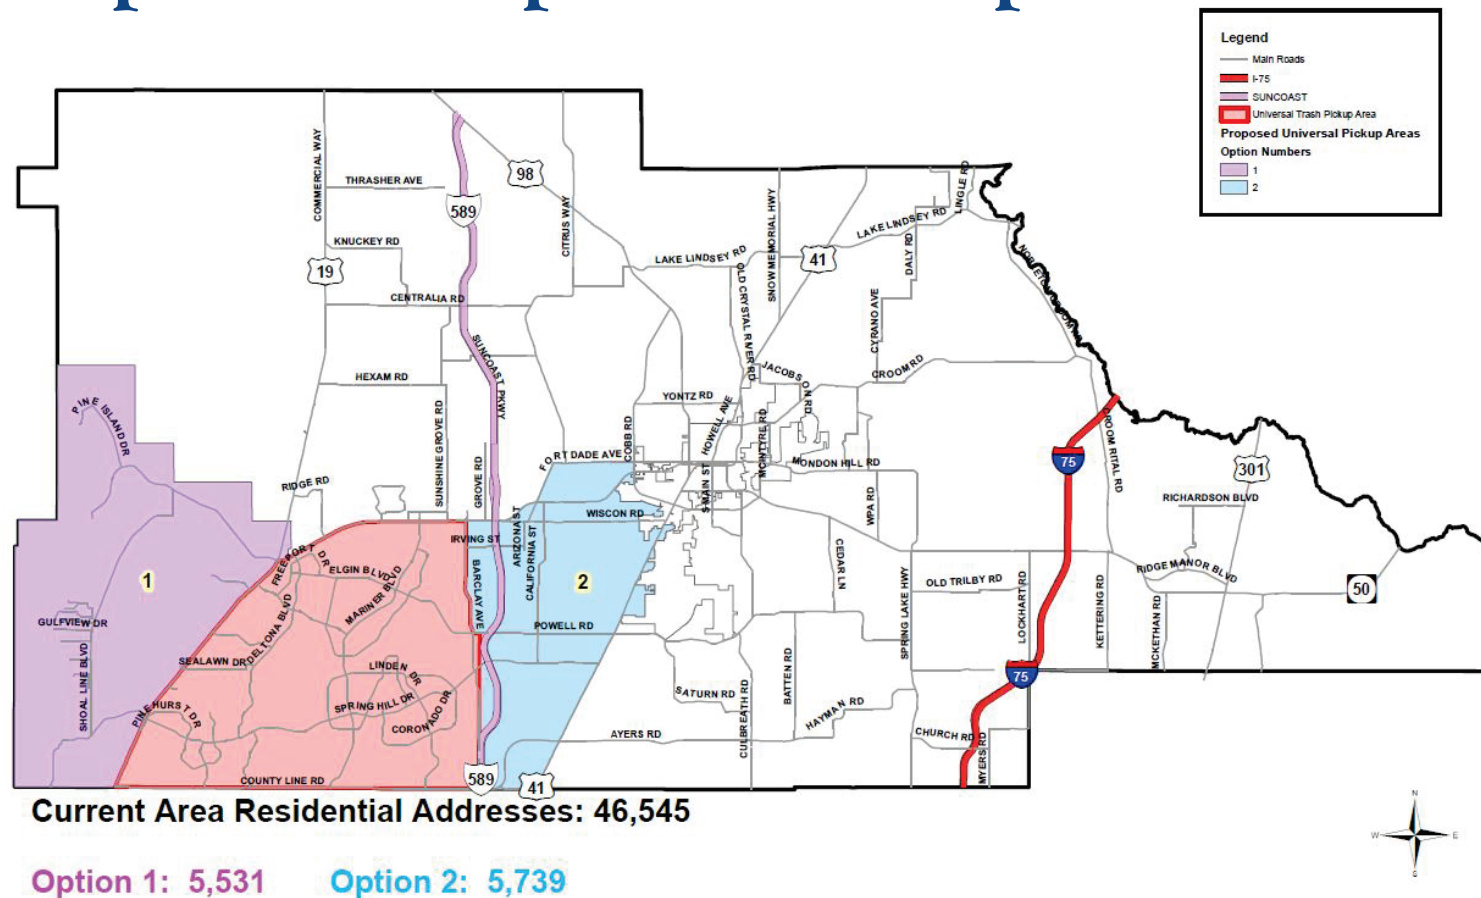 Legend
Main Roads
I-75
SUNCOAST
Universal Trash Pickup Area
Proposed Universal Pickup Areas
Option Numbers
1
2
COMMERCIAL WAY
THRASHER AVE
98
589
CITRUS WAY
KNUCKEY RD
19
CENTRALIA RD
LAKE LINDSEY RD
OLD CRYSTAL RIVER RD
SNOW MEMORIAL HWY
41
LAKE LINDSEY RD
LINGLE RD
DALY RD
CYRANO AVE
SUNCOAST PKWY
HEXAM RD
JACOBSON RD
CROOM RD
PINE ISLAND DR
SUNSHINE GROVE RD
YONTZ RD
COBB RD
HOWELL AVE
MCINTYRE RD
CROOM RITAL RD
FORT DADE AVE
MONDON HILL RD
75
301
RIDGE RD
GROVE RD
S MAIN ST
WPA RD
RICHARDSON BLVD
ARIZONA ST
WISCON RD
IRVING ST
CALIFORNIA ST
CEDAR LN
FREEPORT DR
ELGIN BLVD
MARINER BLVD
BARCLAY AVE
1
2
OLD TRILBY RD
RIDGE MANOR BLVD
50
SPRING LAKE HWY
LOCKHART RD
KETTERING RD
MCKETHAN RD
GULFVIEW DR
DELTONA BLVD
POWELL RD
SHOAL LINE BLVD
SEALAWN DR
LINDEN DR
BATTEN RD
75
PINEHURST DR
SPRING HILL DR
CORONADO DR
SATURN RD
CULBREATH RD
HAYMAN RD
AYERS RD
CHURCH RD
MYERS RD
COUNTY LINE RD
589
41
Current Area Residential Addresses: 46,545
Option 1: 5,531 Option 2: 5,739
N
W E
S